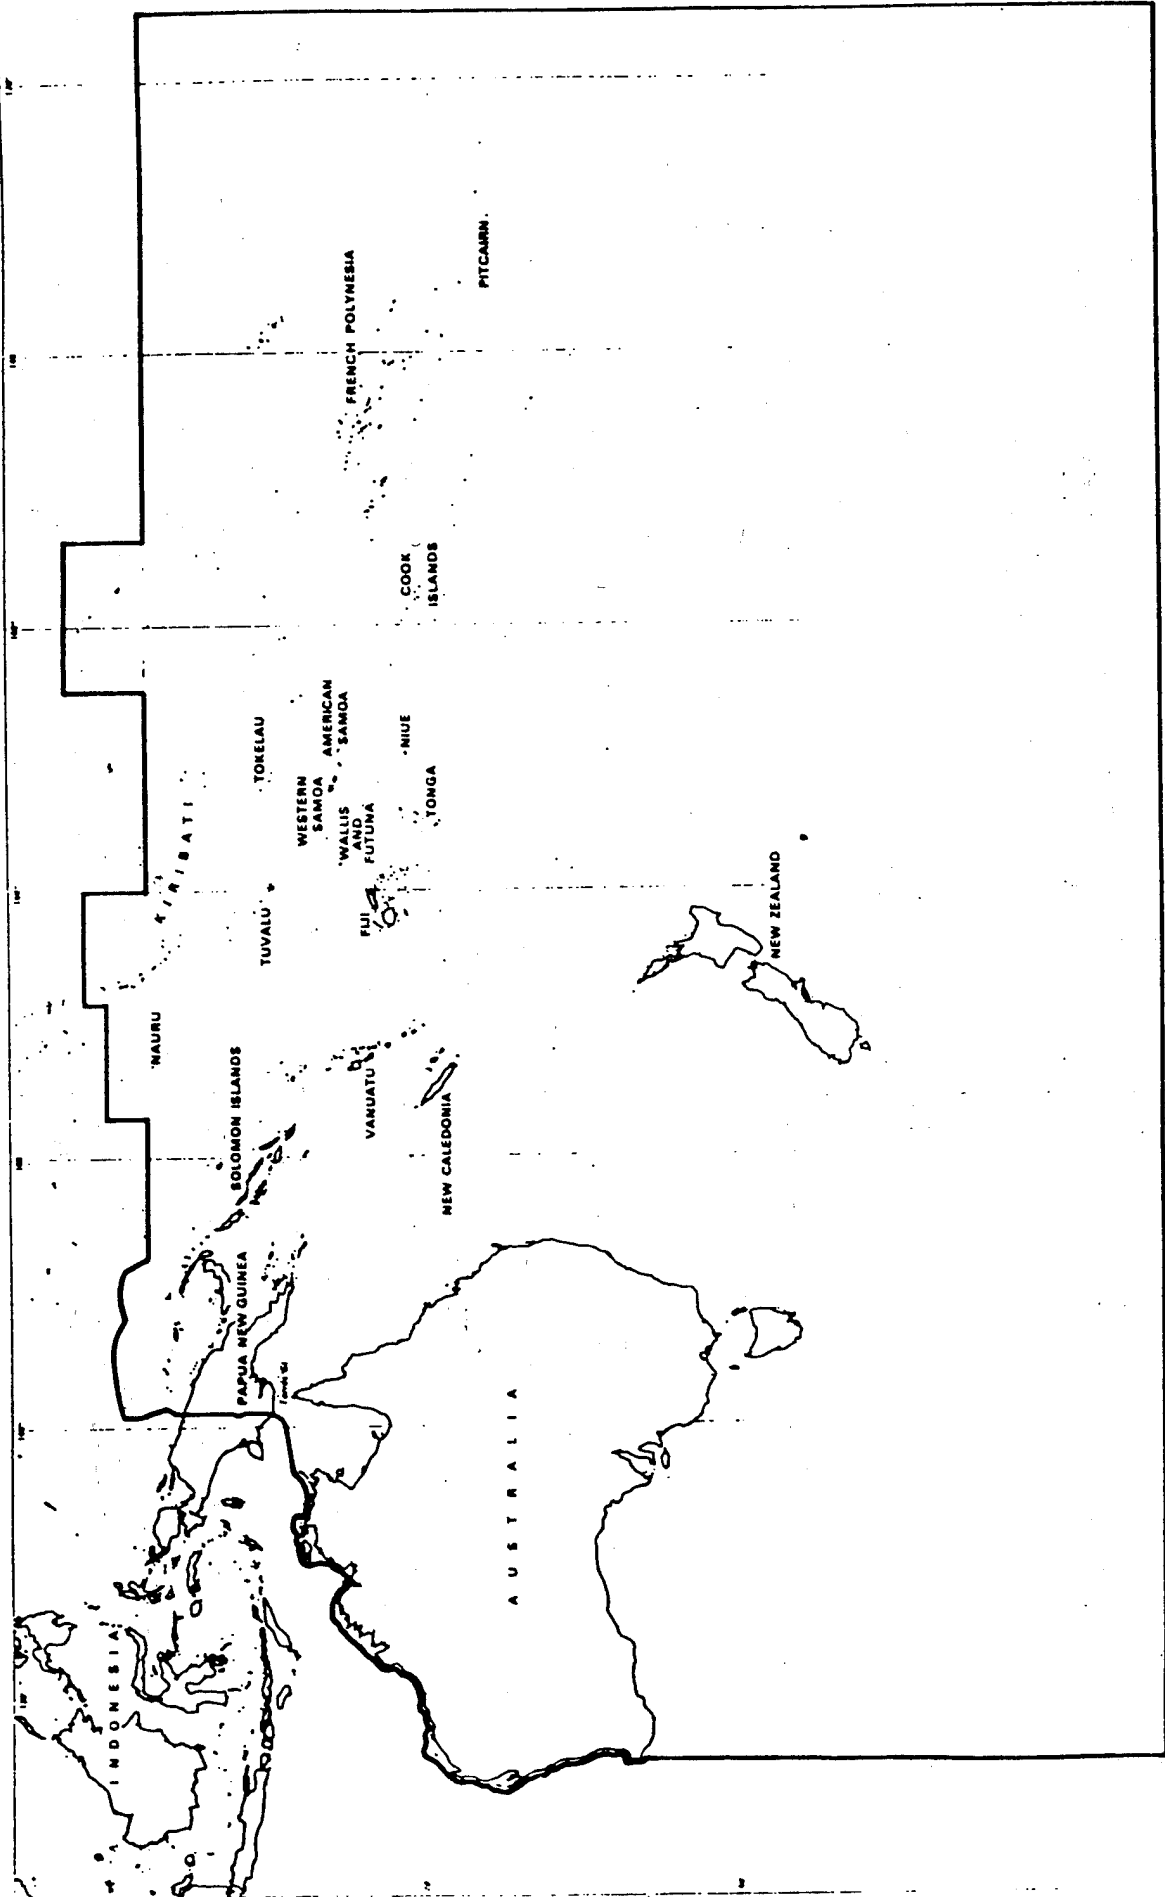 INDONESIA
PAPUA NEW GUINEA
SOLOMON ISLANDS
NAURU
KIRIBATI
TUVALU
TOKELAU
WESTERN
SAMOA
AMERICAN
SAMOA
WALLIS
AND
FUTUNA
FIJI
VANUATU
NEW CALEDONIA
TONGA
NIUE
COOK
ISLANDS
FRENCH POLYNESIA
PITCAIRN
AUSTRALIA
NEW ZEALAND